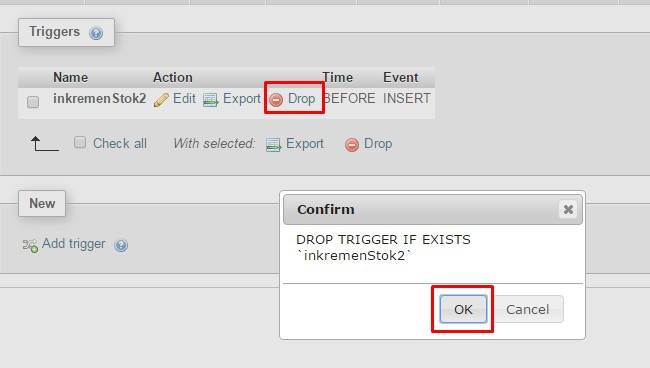 Triggers
Name Action Time Event
inkremenStok2 Edit Export Drop BEFORE INSERT
Check all With selected: Export Drop
New
Add trigger
Confirm
DROP TRIGGER IF EXISTS
`inkremenStok2`
OK Cancel